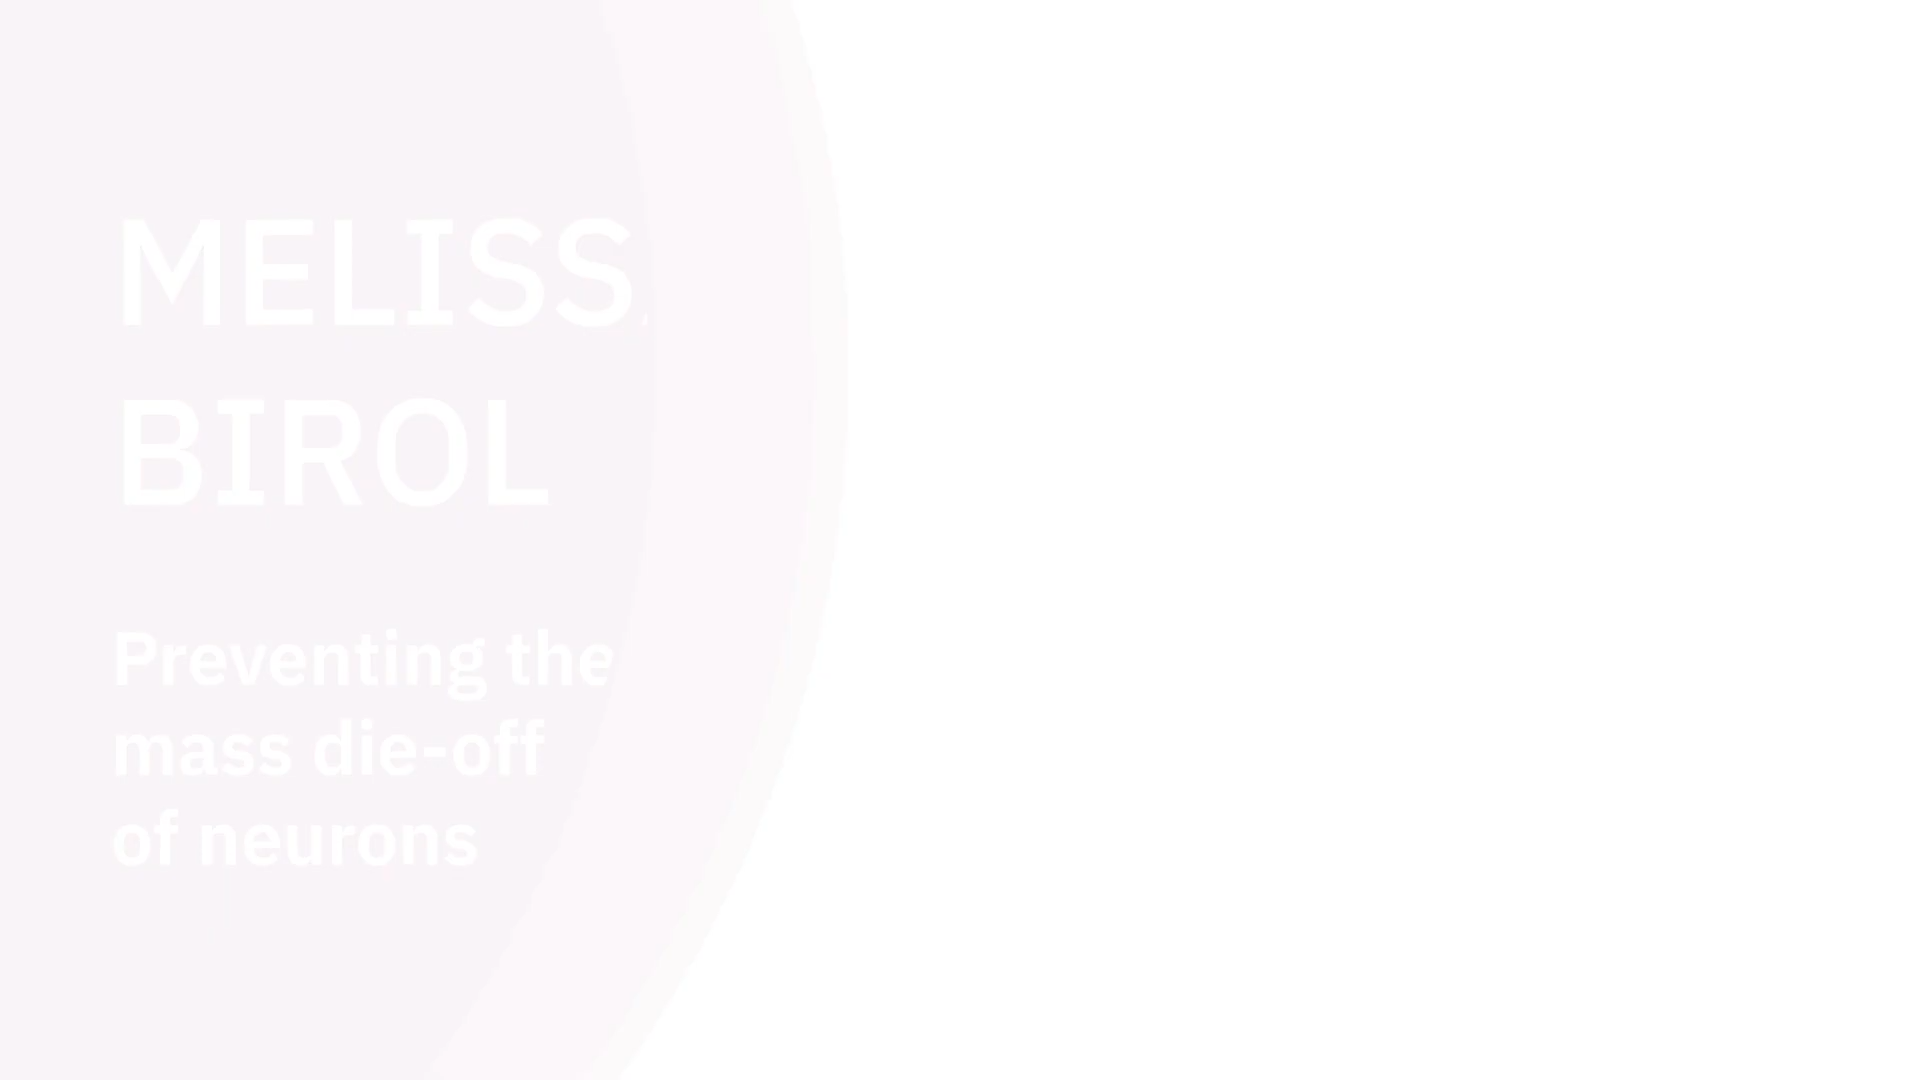 MELISS
BIROL
Preventing the
mass die-off
of neurons